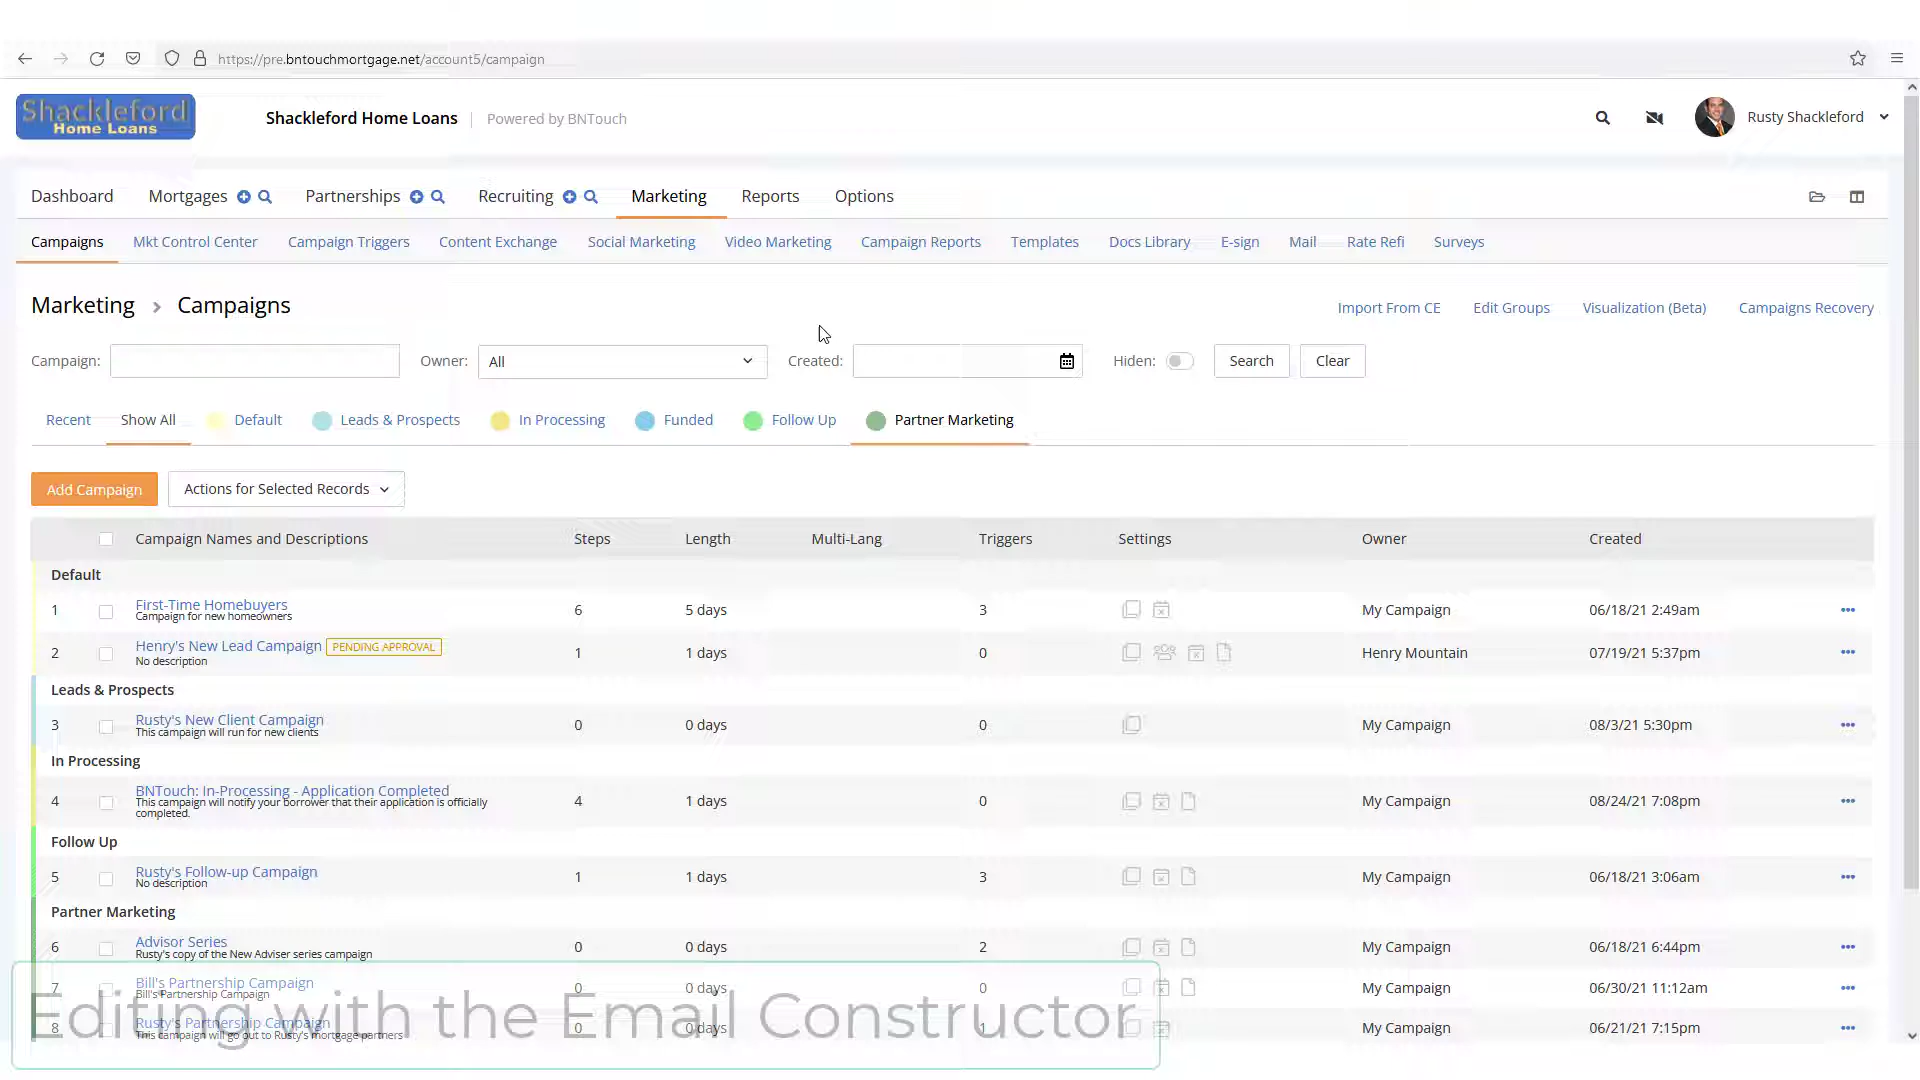 https://pre.bntouchmortgage.net/account5/campaign
Shackleford
Home Loans
Shackleford Home Loans | Powered by BNTouch
Rusty Shackleford
Dashboard Mortgages Partnerships Recruiting Marketing Reports Options
Campaigns Mkt Control Center Campaign Triggers Content Exchange Social Marketing Video Marketing Campaign Reports Templates Docs Library E-sign Mail Rate Refi Surveys
Marketing > Campaigns
Import From CE Edit Groups Visualization (Beta) Campaigns Recovery
Campaign: Owner: All Created: Hiden: Search Clear
Recent Show All Default Leads & Prospects In Processing Funded Follow Up Partner Marketing
Add Campaign Actions for Selected Records
Campaign Names and Descriptions Steps Length Multi-Lang Triggers Settings Owner Created
Default
1 First-Time Homebuyers 6 5 days 3 My Campaign 06/18/21 2:49am
Campaign for new homeowners
2 Henry's New Lead Campaign PENDING APPROVAL 1 1 days 0 Henry Mountain 07/19/21 5:37pm
No description
Leads & Prospects
3 Rusty's New Client Campaign 0 0 days 0 My Campaign 08/3/21 5:30pm
This campaign will run for new clients
In Processing
4 BNTouch: In-Processing - Application Completed 4 1 days 0 My Campaign 08/24/21 7:08pm
This campaign will notify your borrower that their application is officially
completed.
Follow Up
5 Rusty's Follow-up Campaign 1 1 days 3 My Campaign 06/18/21 3:06am
No description
Partner Marketing
6 Advisor Series 0 0 days 2 My Campaign 06/18/21 6:44pm
Rusty's copy of the New Adviser series campaign
7 Bill's Partnership Campaign 0 0 days 0 My Campaign 06/30/21 11:12am
Bill's Partnership Campaign
8 Rusty's Partnership Campaign 0 0 days 1 My Campaign 06/21/21 7:15pm
This campaign will go out to Rusty's mortgage partners
Editing with the Email Constructor